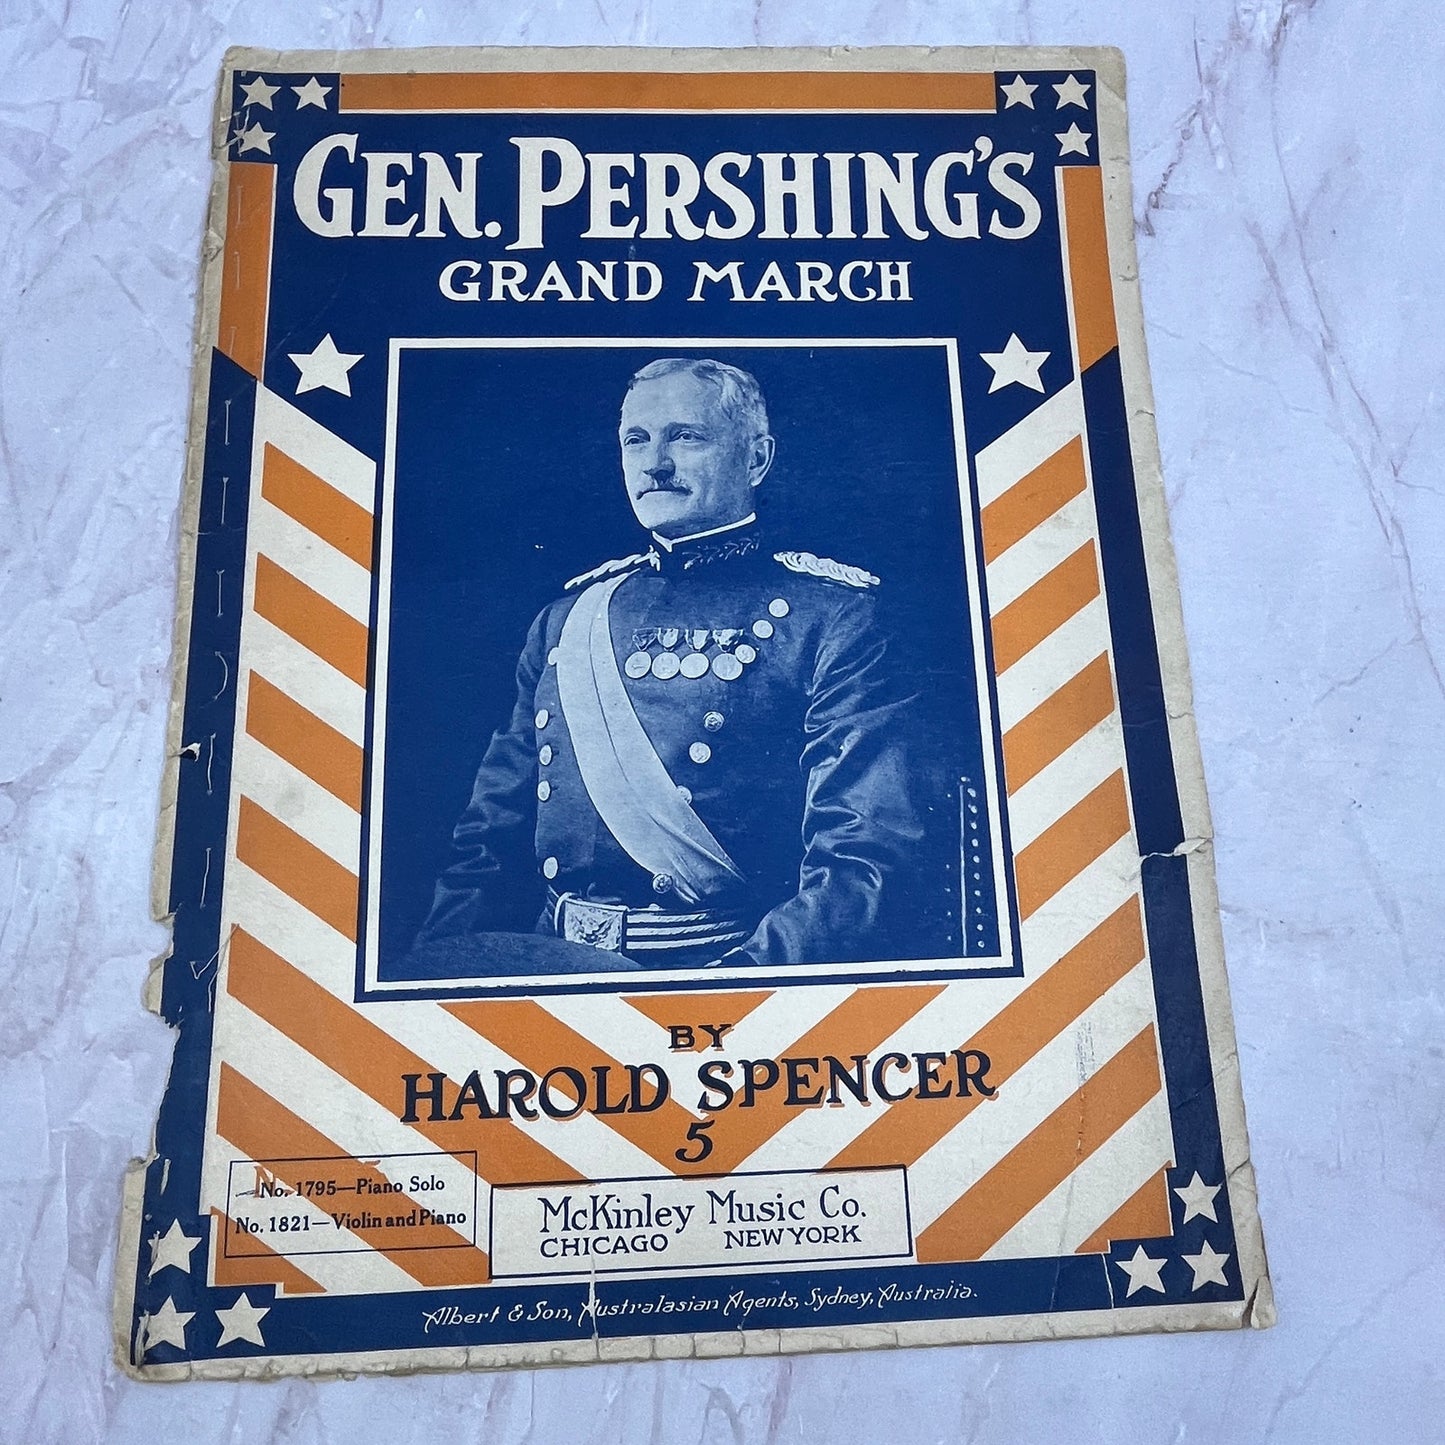 GEN. PERSHING'S
GRAND MARCH
BY
HAROLD SPENCER
5
No. 1795—Piano Solo
No. 1821—Violin and Piano
McKinley Music Co.
CHICAGO NEW YORK
Albert & Son, Australasian Agents, Sydney, Australia.